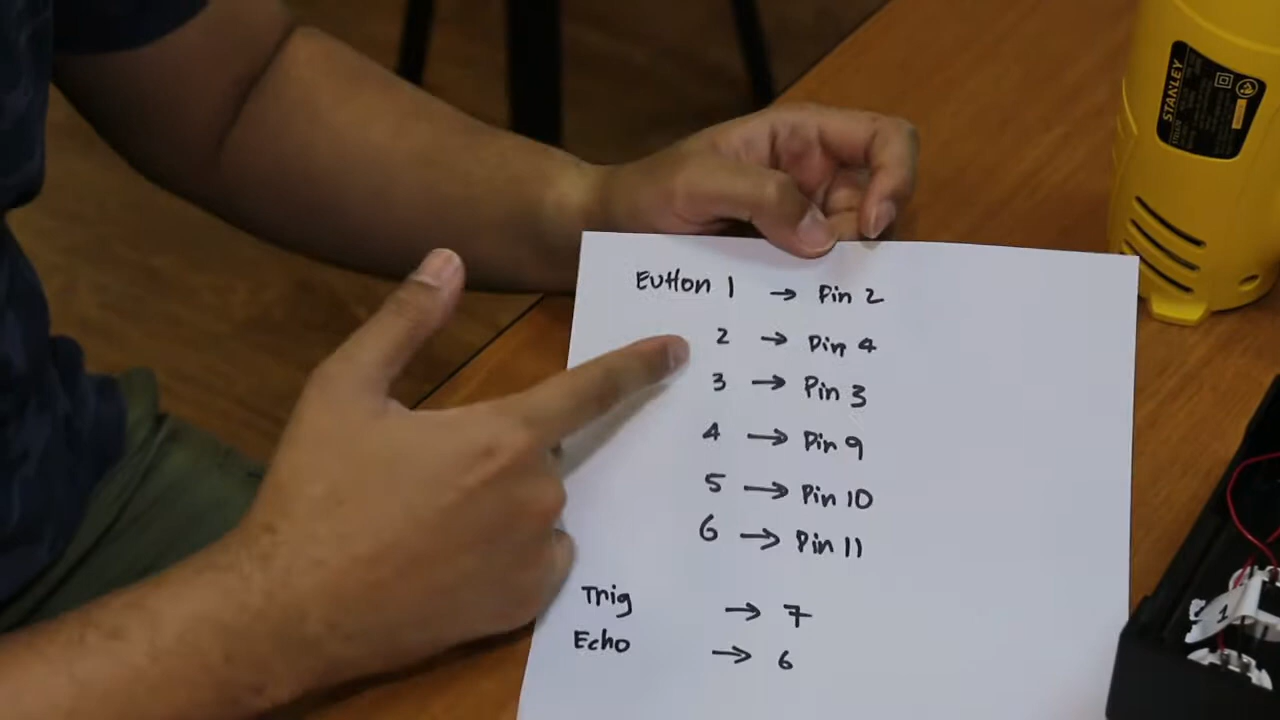 Button 1 → Pin 2
2 → Pin 4
3 → Pin 3
4 → Pin 9
5 → Pin 10
6 → Pin 11
Trig → 7
Echo → 6
STANLEY
1